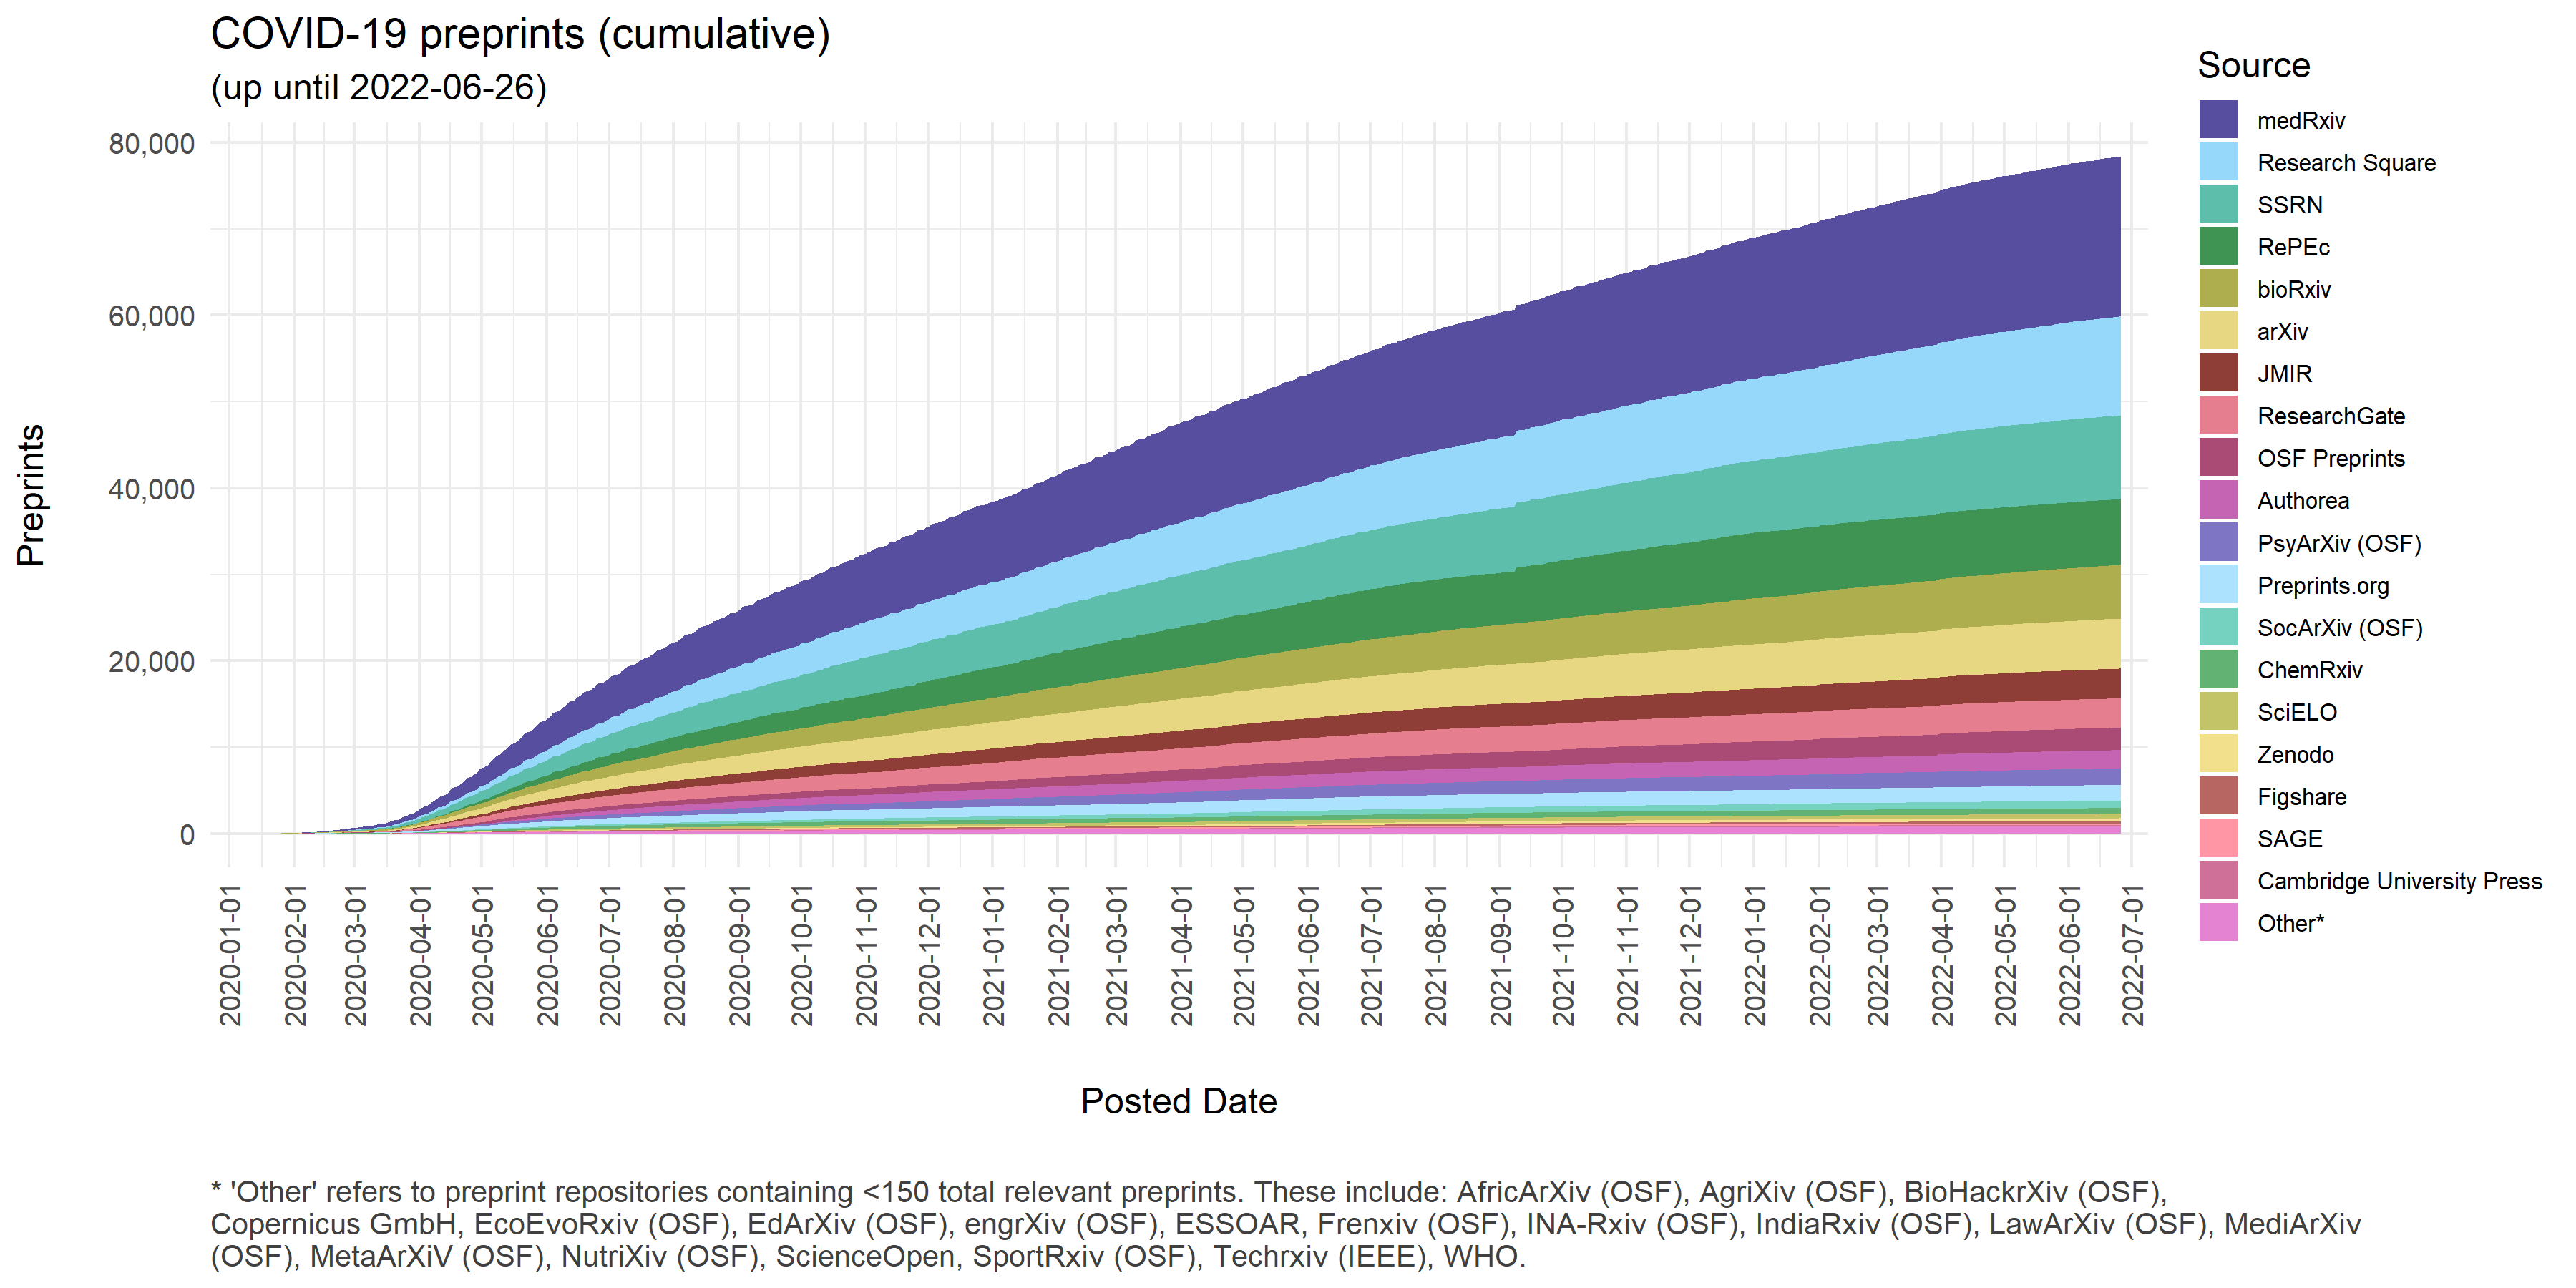 COVID-19 preprints (cumulative)
(up until 2022-06-26)
Preprints
80,000
60,000
40,000
20,000
0
2020-01-01
2020-02-01
2020-03-01
2020-04-01
2020-05-01
2020-06-01
2020-07-01
2020-08-01
2020-09-01
2020-10-01
2020-11-01
2020-12-01
2021-01-01
2021-02-01
2021-03-01
2021-04-01
2021-05-01
2021-06-01
2021-07-01
2021-08-01
2021-09-01
2021-10-01
2021-11-01
2021-12-01
2022-01-01
2022-02-01
2022-03-01
2022-04-01
2022-05-01
2022-06-01
2022-07-01
Posted Date
Source
medRxiv
Research Square
SSRN
RePEc
bioRxiv
arXiv
JMIR
ResearchGate
OSF Preprints
Authorea
PsyArXiv (OSF)
Preprints.org
SocArXiv (OSF)
ChemRxiv
SciELO
Zenodo
Figshare
SAGE
Cambridge University Press
Other*
* 'Other' refers to preprint repositories containing <150 total relevant preprints. These include: AfricArXiv (OSF), AgriXiv (OSF), BioHackrXiv (OSF),
Copernicus GmbH, EcoEvoRxiv (OSF), EdArXiv (OSF), engrXiv (OSF), ESSOAR, Frenxiv (OSF), INA-Rxiv (OSF), IndiaRxiv (OSF), LawArXiv (OSF), MediArXiv
(OSF), MetaArXiV (OSF), NutriXiv (OSF), ScienceOpen, SportRxiv (OSF), Techrxiv (IEEE), WHO.